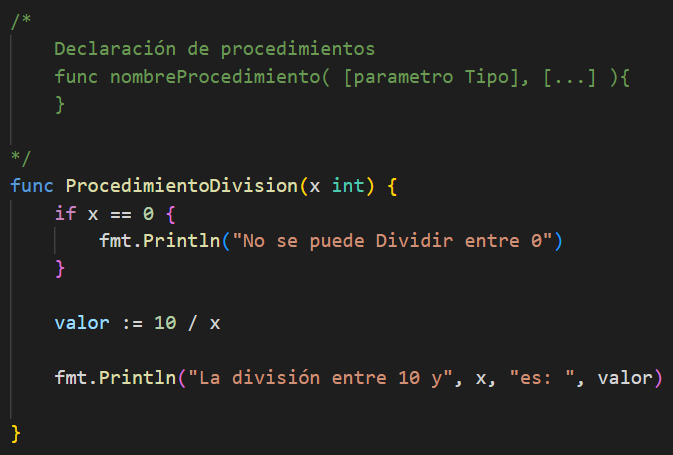 /*
    Declaración de procedimientos
    func nombreProcedimiento( [parametro Tipo], [...] ){
    }
*/
func ProcedimientoDivision(x int) {
    if x == 0 {
        fmt.Println("No se puede Dividir entre 0")
    }
    valor := 10 / x
    fmt.Println("La división entre 10 y", x, "es: ", valor)
}